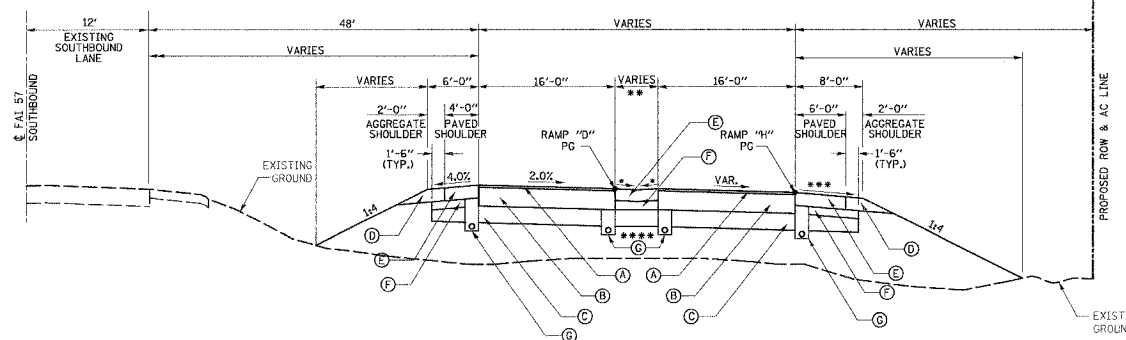 12'
48'
VARIES
VARIES
EXISTING
SOUTHBOUND
LANE
VARIES
VARIES
VARIES
6'-0"
16'-0"
VARIES
**
16'-0"
8'-0"
℄ FAI 57
SOUTHBOUND
2'-0"
AGGREGATE
SHOULDER
4'-0"
PAVED
SHOULDER
1'-6"
(TYP.)
RAMP "D"
PG
E
F
RAMP "H"
PG
6'-0"
PAVED
SHOULDER
2'-0"
AGGREGATE
SHOULDER
1'-6"
(TYP.)
PROPOSED ROW & AC LINE
EXISTING
GROUND
4.0%
2.0%
*
*
VAR.
***
1:4
1:4
****
D
E
F
C
G
B
A
G
A
B
C
D
E
F
G
EXIST
GROUN